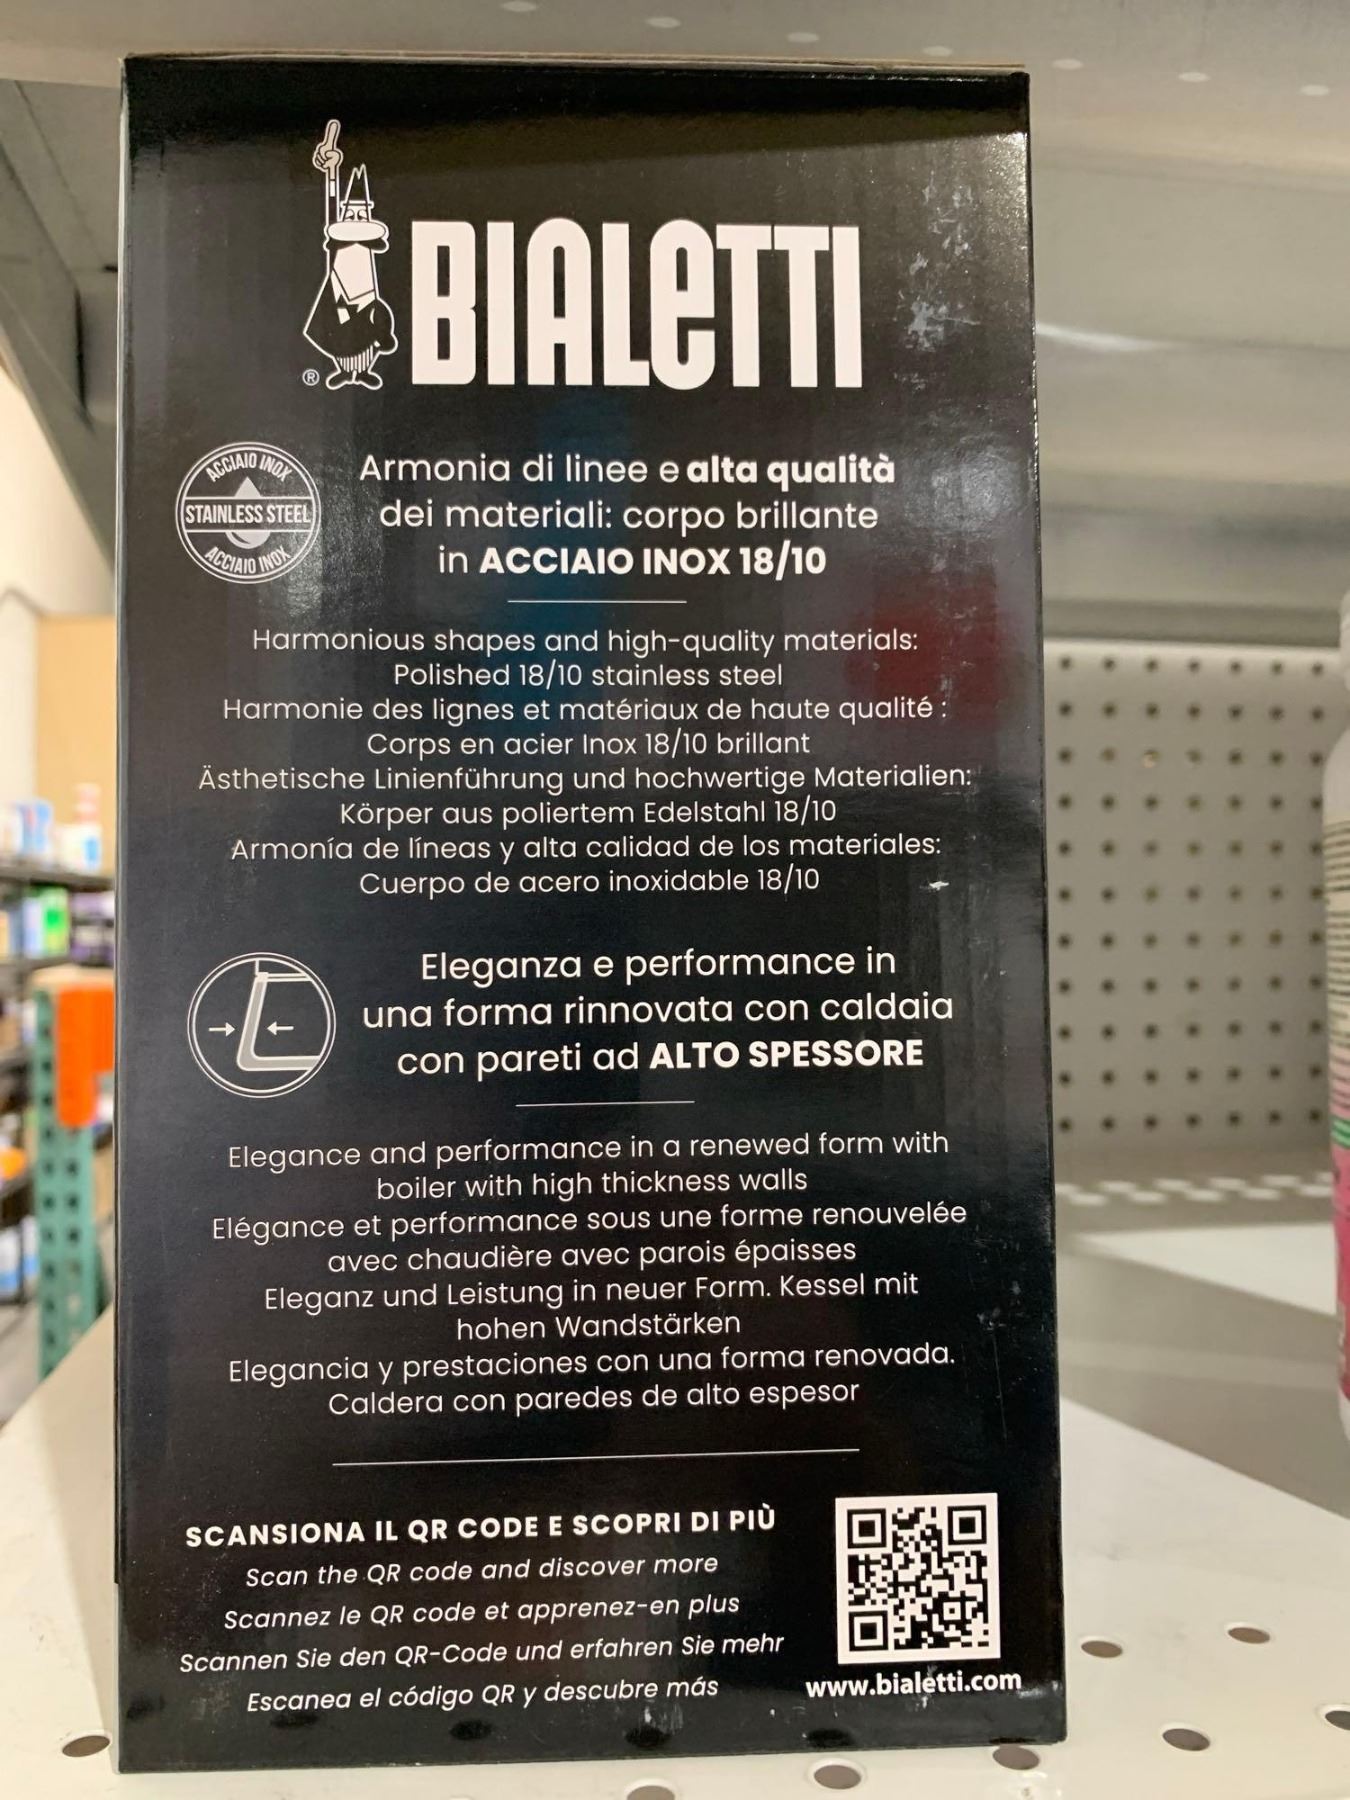 BIALETTI
®
ACCIAIO INOX
STAINLESS STEEL
ACCIAIO INOX
Armonia di linee e alta qualità
dei materiali: corpo brillante
in ACCIAIO INOX 18/10
Harmonious shapes and high-quality materials:
Polished 18/10 stainless steel
Harmonie des lignes et matériaux de haute qualité :
Corps en acier Inox 18/10 brillant
Ästhetische Linienführung und hochwertige Materialien:
Körper aus poliertem Edelstahl 18/10
Armonía de líneas y alta calidad de los materiales:
Cuerpo de acero inoxidable 18/10
Eleganza e performance in
una forma rinnovata con caldaia
con pareti ad ALTO SPESSORE
Elegance and performance in a renewed form with
boiler with high thickness walls
Elégance et performance sous une forme renouvelée
avec chaudière avec parois épaisses
Eleganz und Leistung in neuer Form. Kessel mit
hohen Wandstärken
Elegancia y prestaciones con una forma renovada.
Caldera con paredes de alto espesor
SCANSIONA IL QR CODE E SCOPRI DI PIÙ
Scan the QR code and discover more
Scannez le QR code et apprenez-en plus
Scannen Sie den QR-Code und erfahren Sie mehr
Escanea el código QR y descubre más
www.bialetti.com